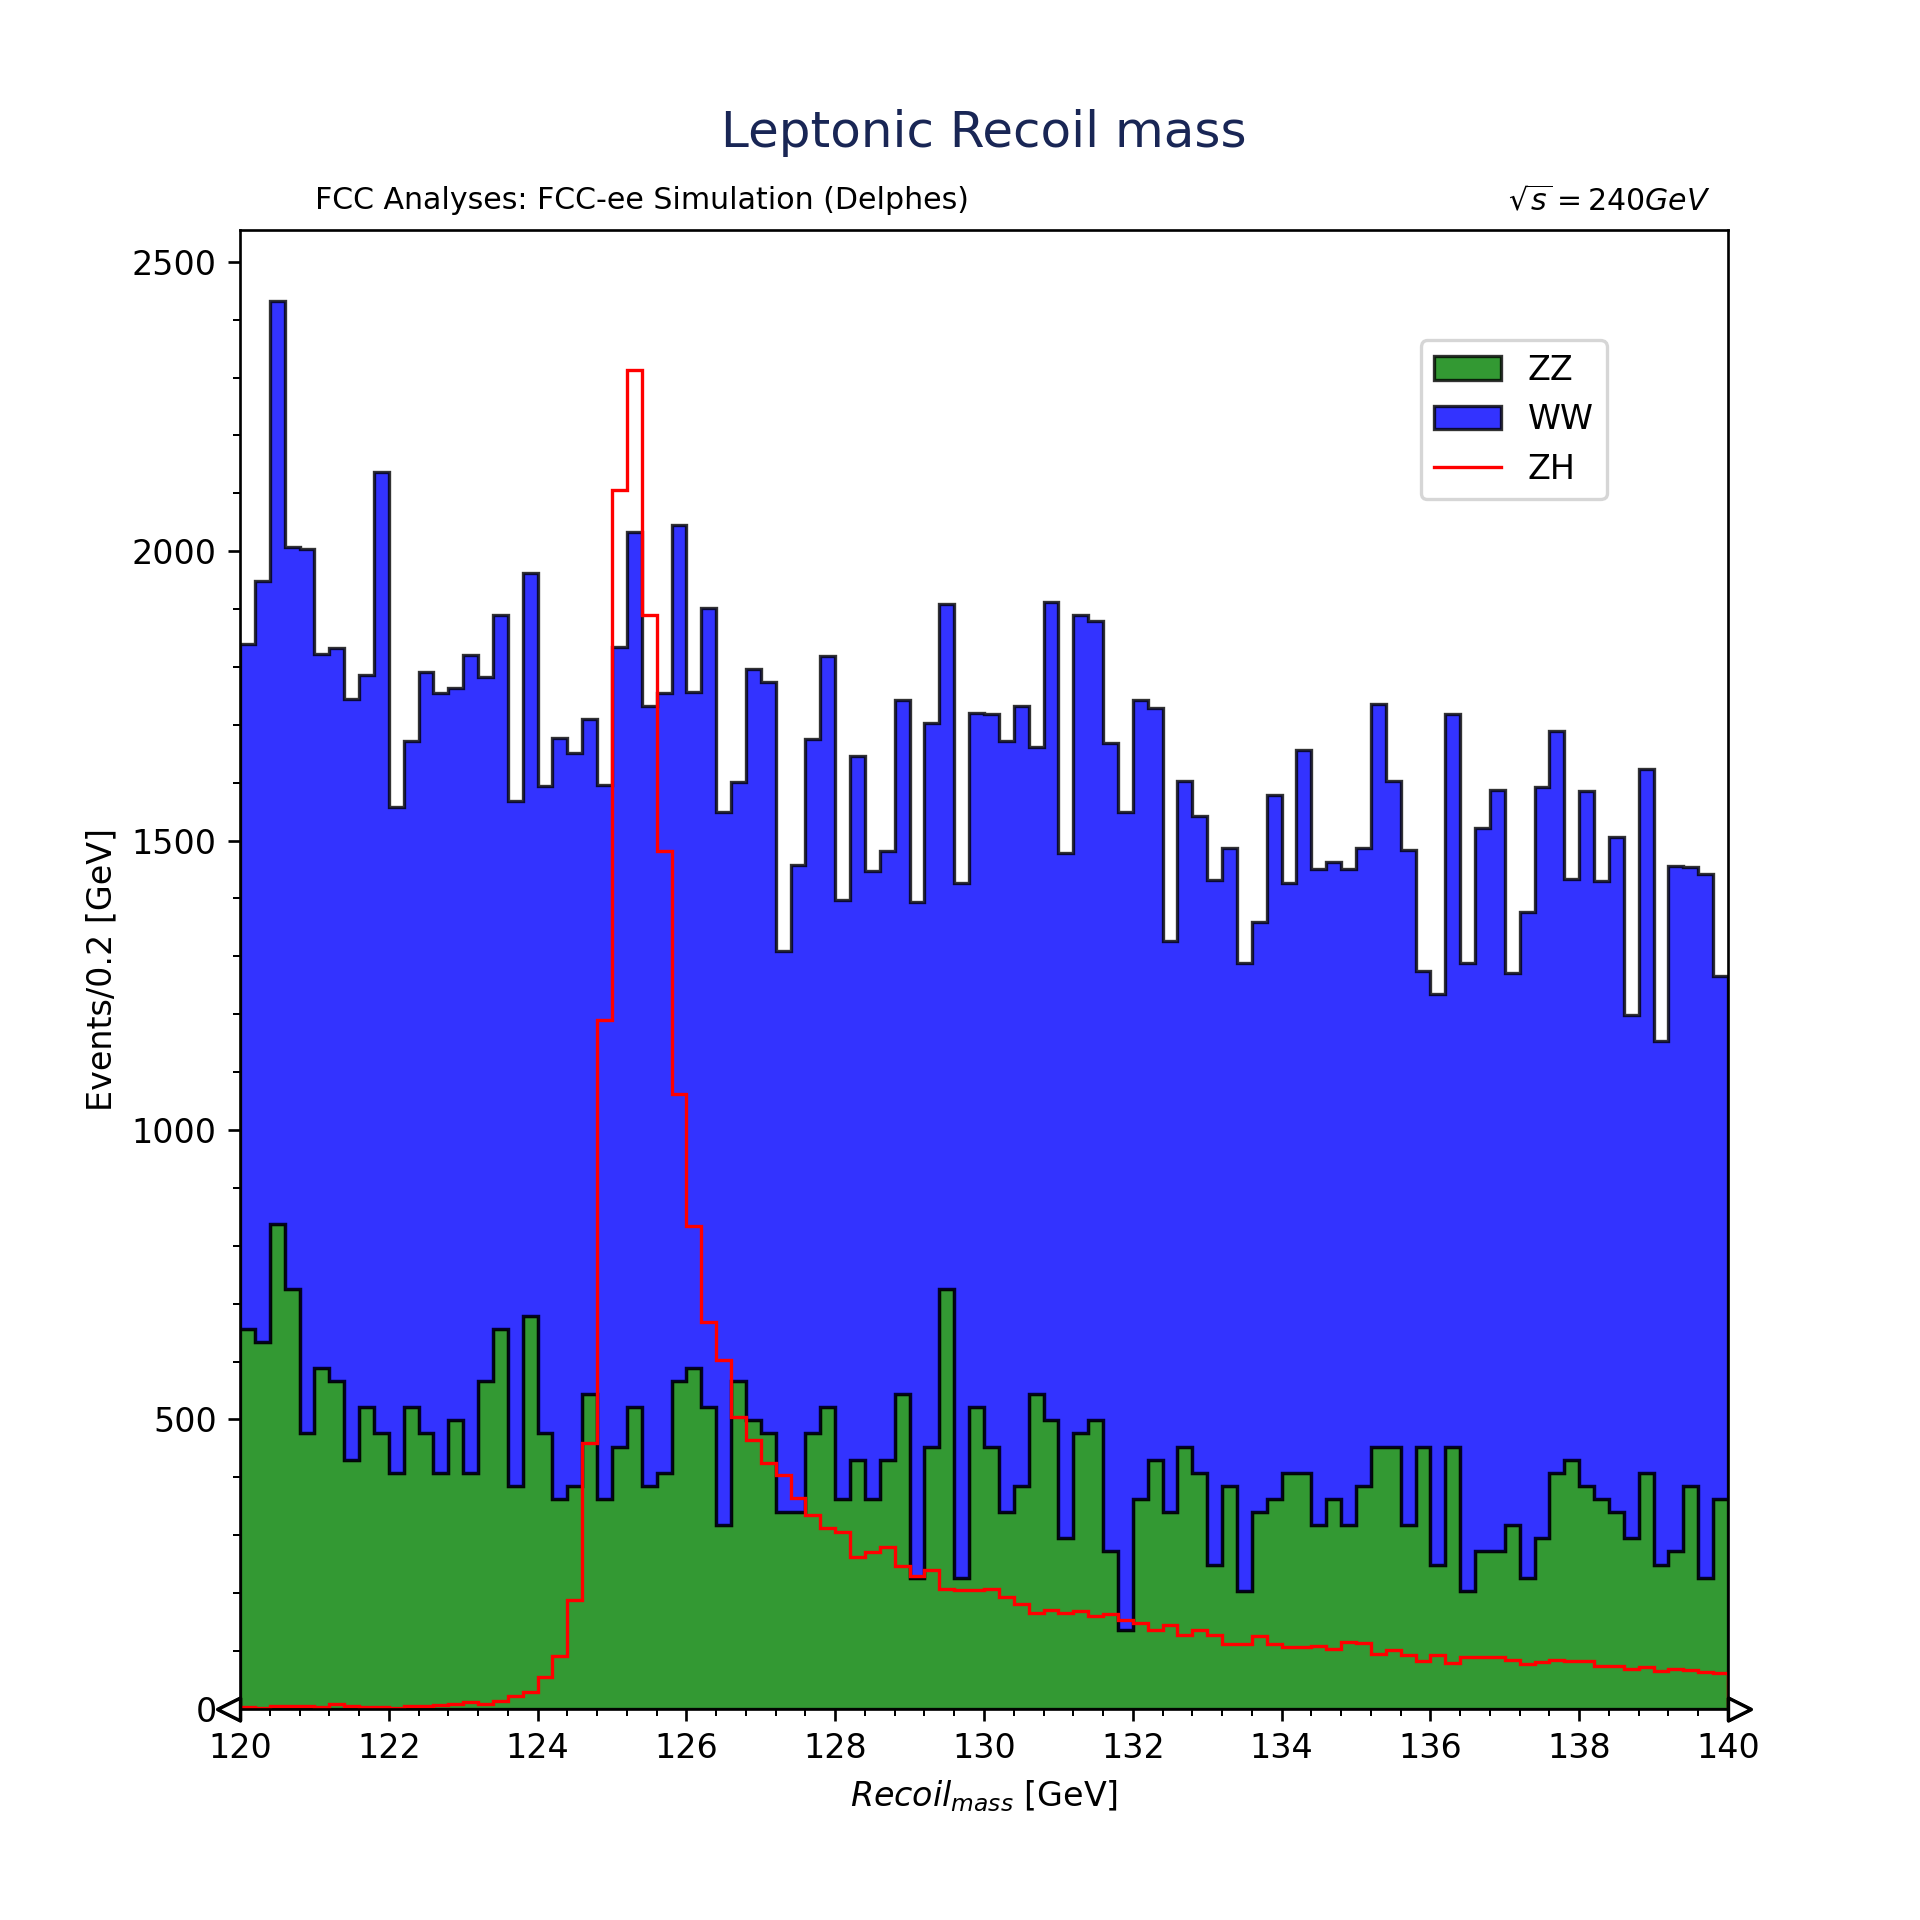 Leptonic Recoil mass
FCC Analyses: FCC-ee Simulation (Delphes)
√s = 240GeV
ZZ
WW
ZH
2500
2000
1500
1000
500
0
Events/0.2 [GeV]
120 122 124 126 128 130 132 134 136 138 140
Recoil_mass [GeV]